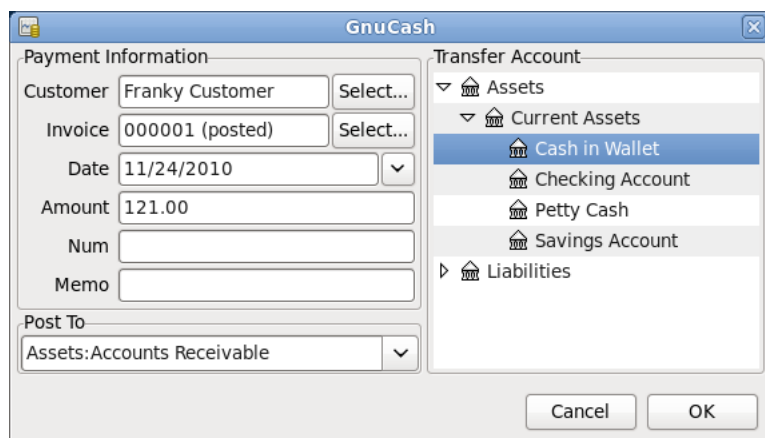 GnuCash
Payment Information
Customer Franky Customer Select...
Invoice 000001 (posted) Select...
Date 11/24/2010
Amount 121.00
Num
Memo
Post To
Assets:Accounts Receivable
Transfer Account
Assets
Current Assets
Cash in Wallet
Checking Account
Petty Cash
Savings Account
Liabilities
Cancel OK